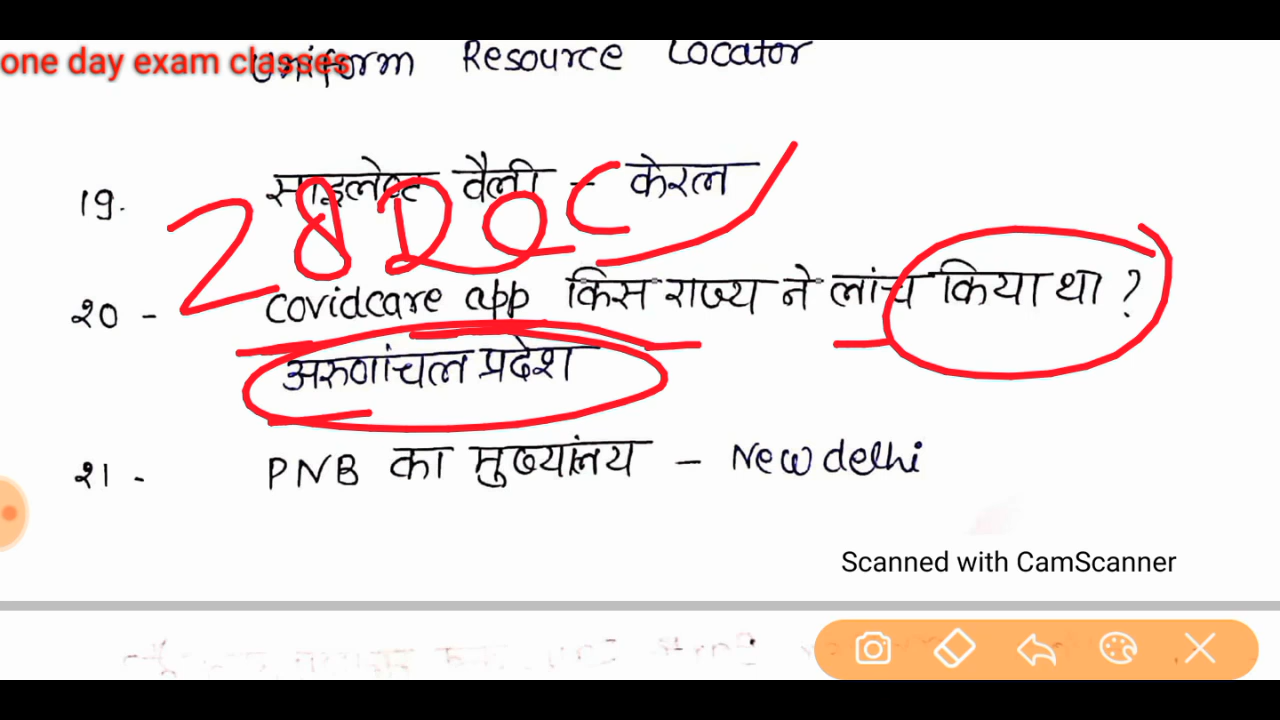 one day exam classes
Uniform Resource Locator
19. साइलेण्ट वैली - केरल
28 DEC
२० - covidcare app किस राज्य ने लांच किया था ?
अरुणांचल प्रदेश
२१ - PNB का मुख्यालय - New delhi
Scanned with CamScanner